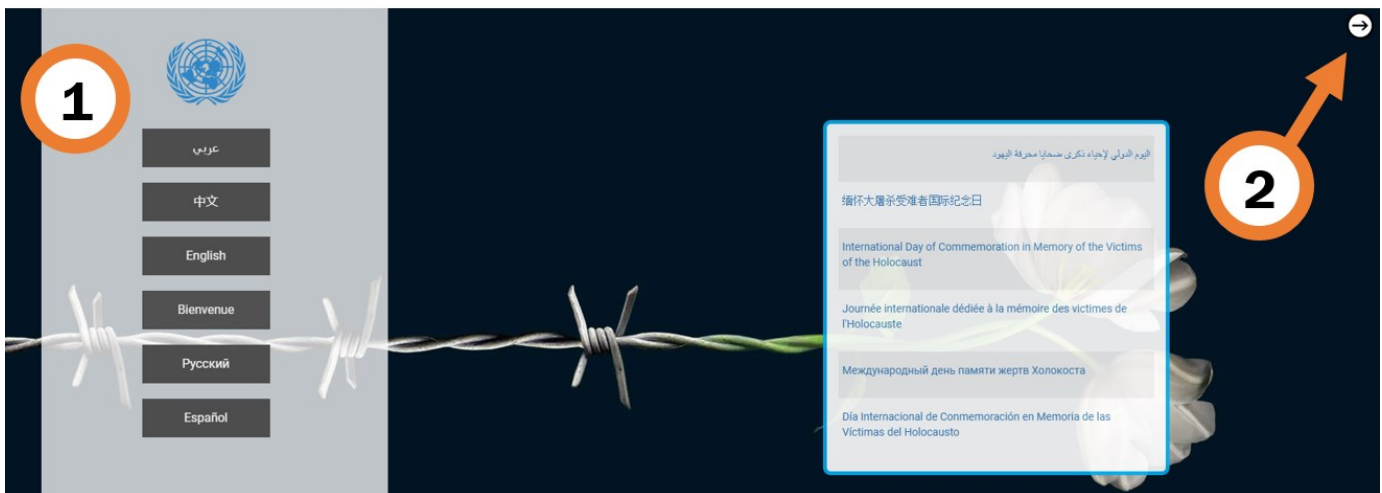 1
عربي
中文
English
Bienvenue
Русский
Español
اليوم الدولي لإحياء ذكرى ضحايا محرقة اليهود
缅怀大屠杀受难者国际纪念日
International Day of Commemoration in Memory of the Victims
of the Holocaust
Journée internationale dédiée à la mémoire des victimes de
l'Holocauste
Международный день памяти жертв Холокоста
Día Internacional de Conmemoración en Memoria de las
Víctimas del Holocausto
2